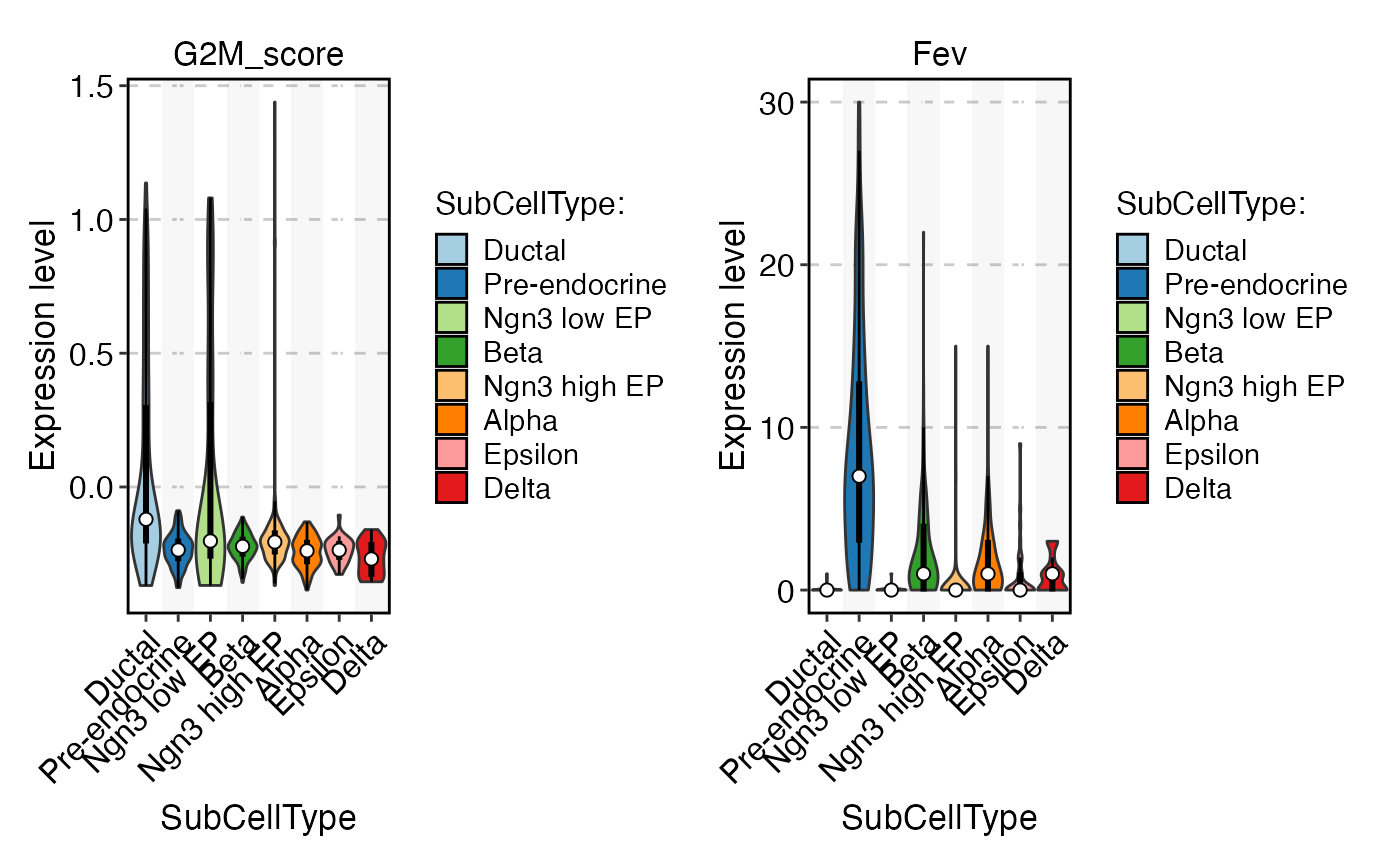 G2M_score
Expression level
1.5
1.0
0.5
0.0
Ductal
Pre-endocrine
Ngn3 low EP
Beta
Ngn3 high EP
Alpha
Epsilon
Delta
SubCellType
SubCellType:
Ductal
Pre-endocrine
Ngn3 low EP
Beta
Ngn3 high EP
Alpha
Epsilon
Delta
Fev
Expression level
30
20
10
0
Ductal
Pre-endocrine
Ngn3 low EP
Beta
Ngn3 high EP
Alpha
Epsilon
Delta
SubCellType
SubCellType:
Ductal
Pre-endocrine
Ngn3 low EP
Beta
Ngn3 high EP
Alpha
Epsilon
Delta